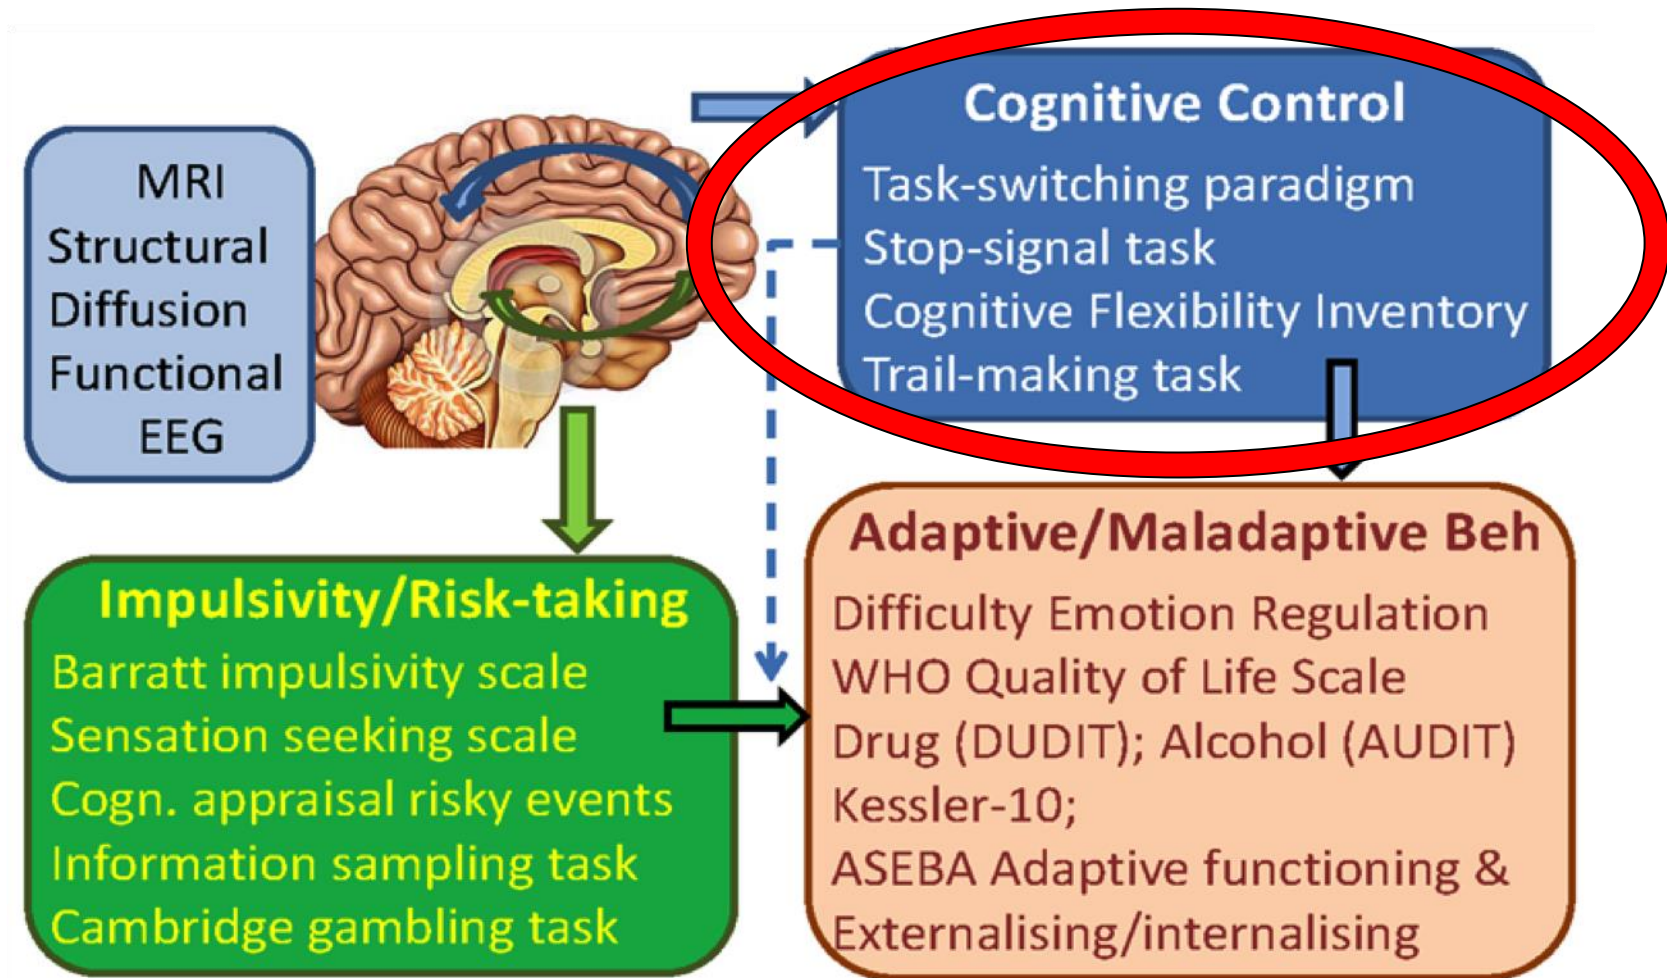 MRI
Structural
Diffusion
Functional
EEG
Cognitive Control
Task-switching paradigm
Stop-signal task
Cognitive Flexibility Inventory
Trail-making task
Impulsivity/Risk-taking
Barratt impulsivity scale
Sensation seeking scale
Cogn. appraisal risky events
Information sampling task
Cambridge gambling task
Adaptive/Maladaptive Beh
Difficulty Emotion Regulation
WHO Quality of Life Scale
Drug (DUDIT); Alcohol (AUDIT)
Kessler-10;
ASEBA Adaptive functioning &
Externalising/internalising